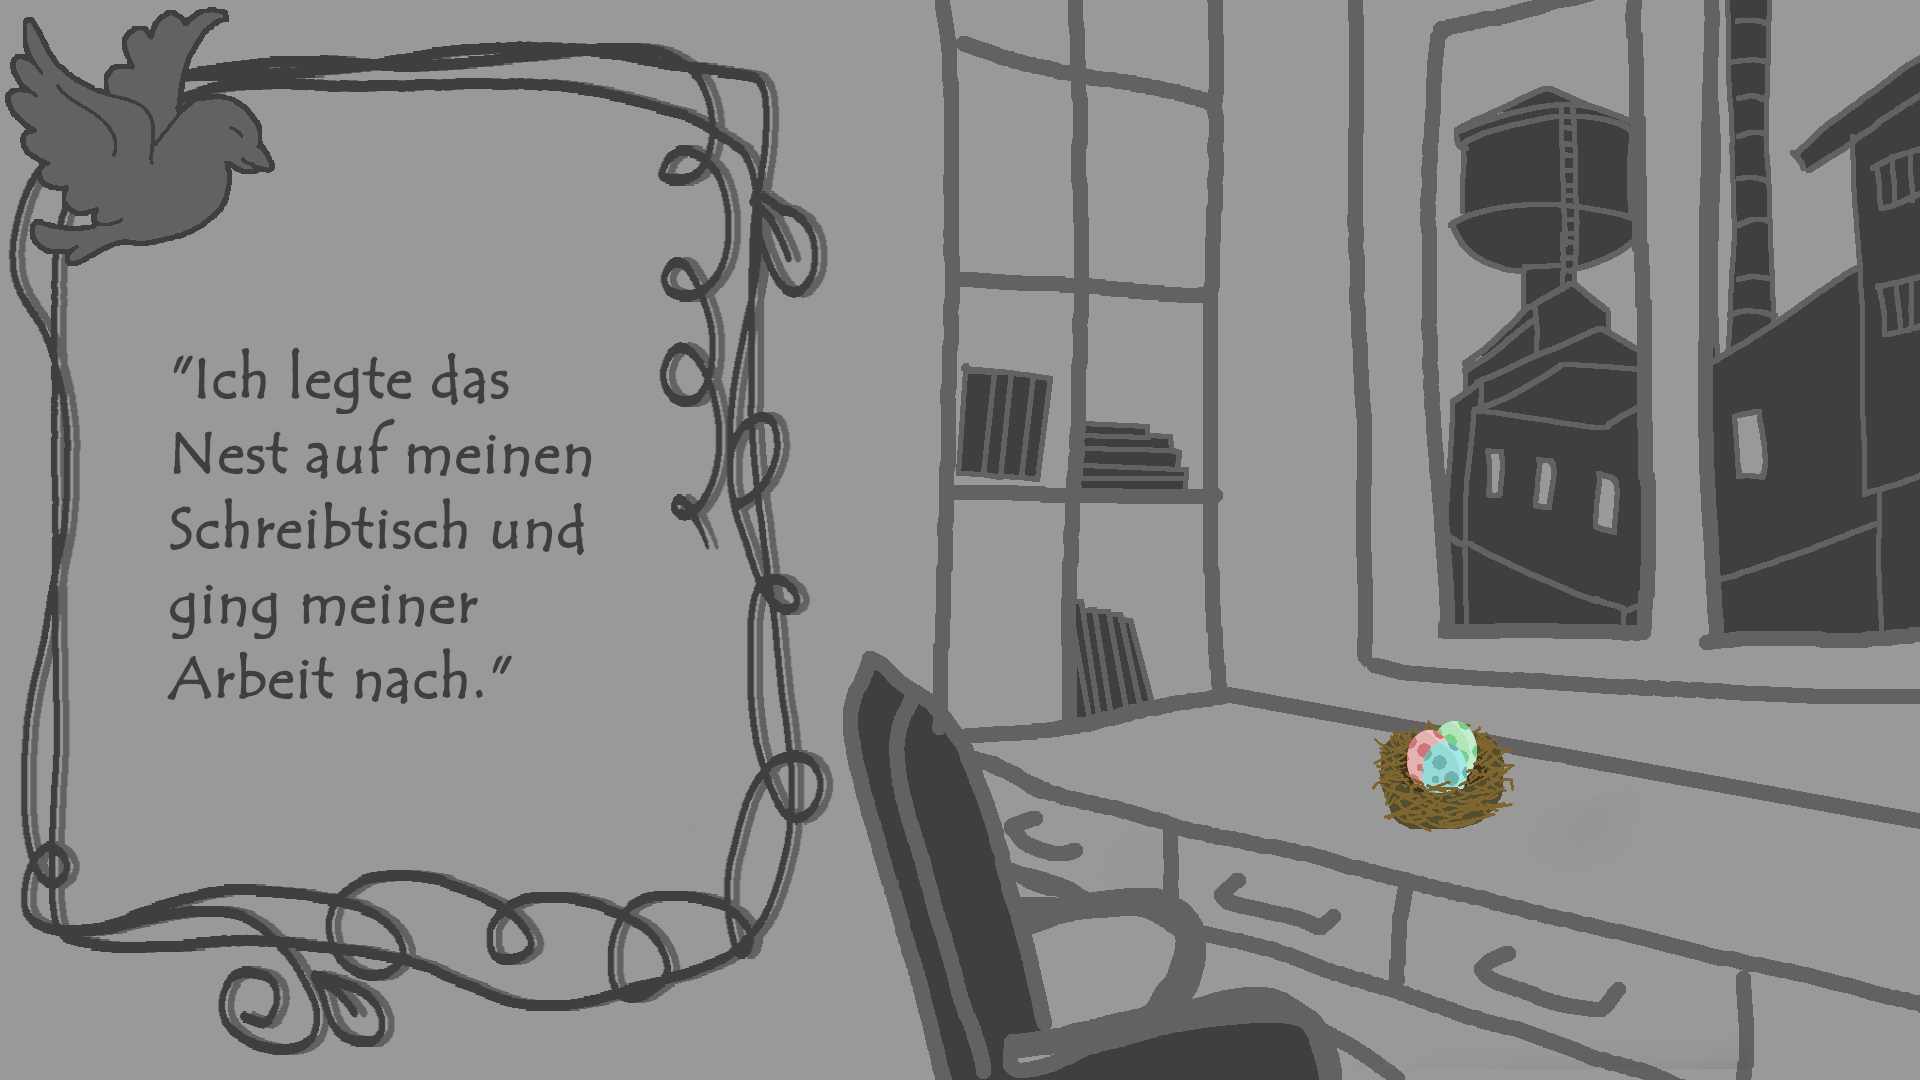 "Ich legte das
Nest auf meinen
Schreibtisch und
ging meiner
Arbeit nach."